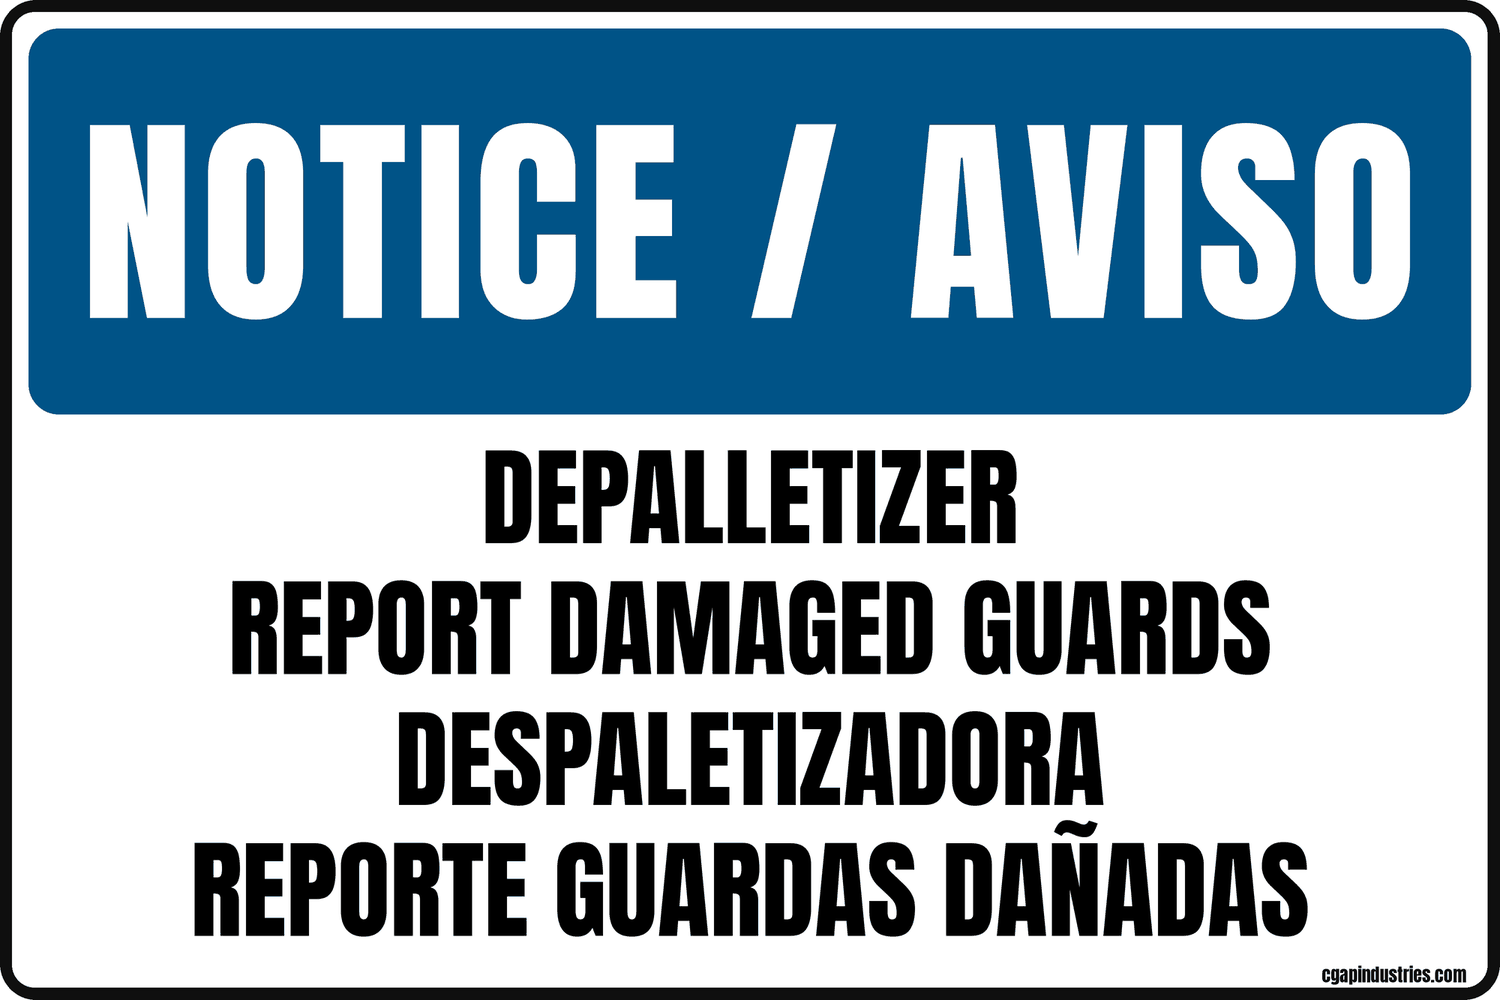 NOTICE / AVISO
DEPALLETIZER
REPORT DAMAGED GUARDS
DESPALETIZADORA
REPORTE GUARDAS DAÑADAS
cgapindustries.com